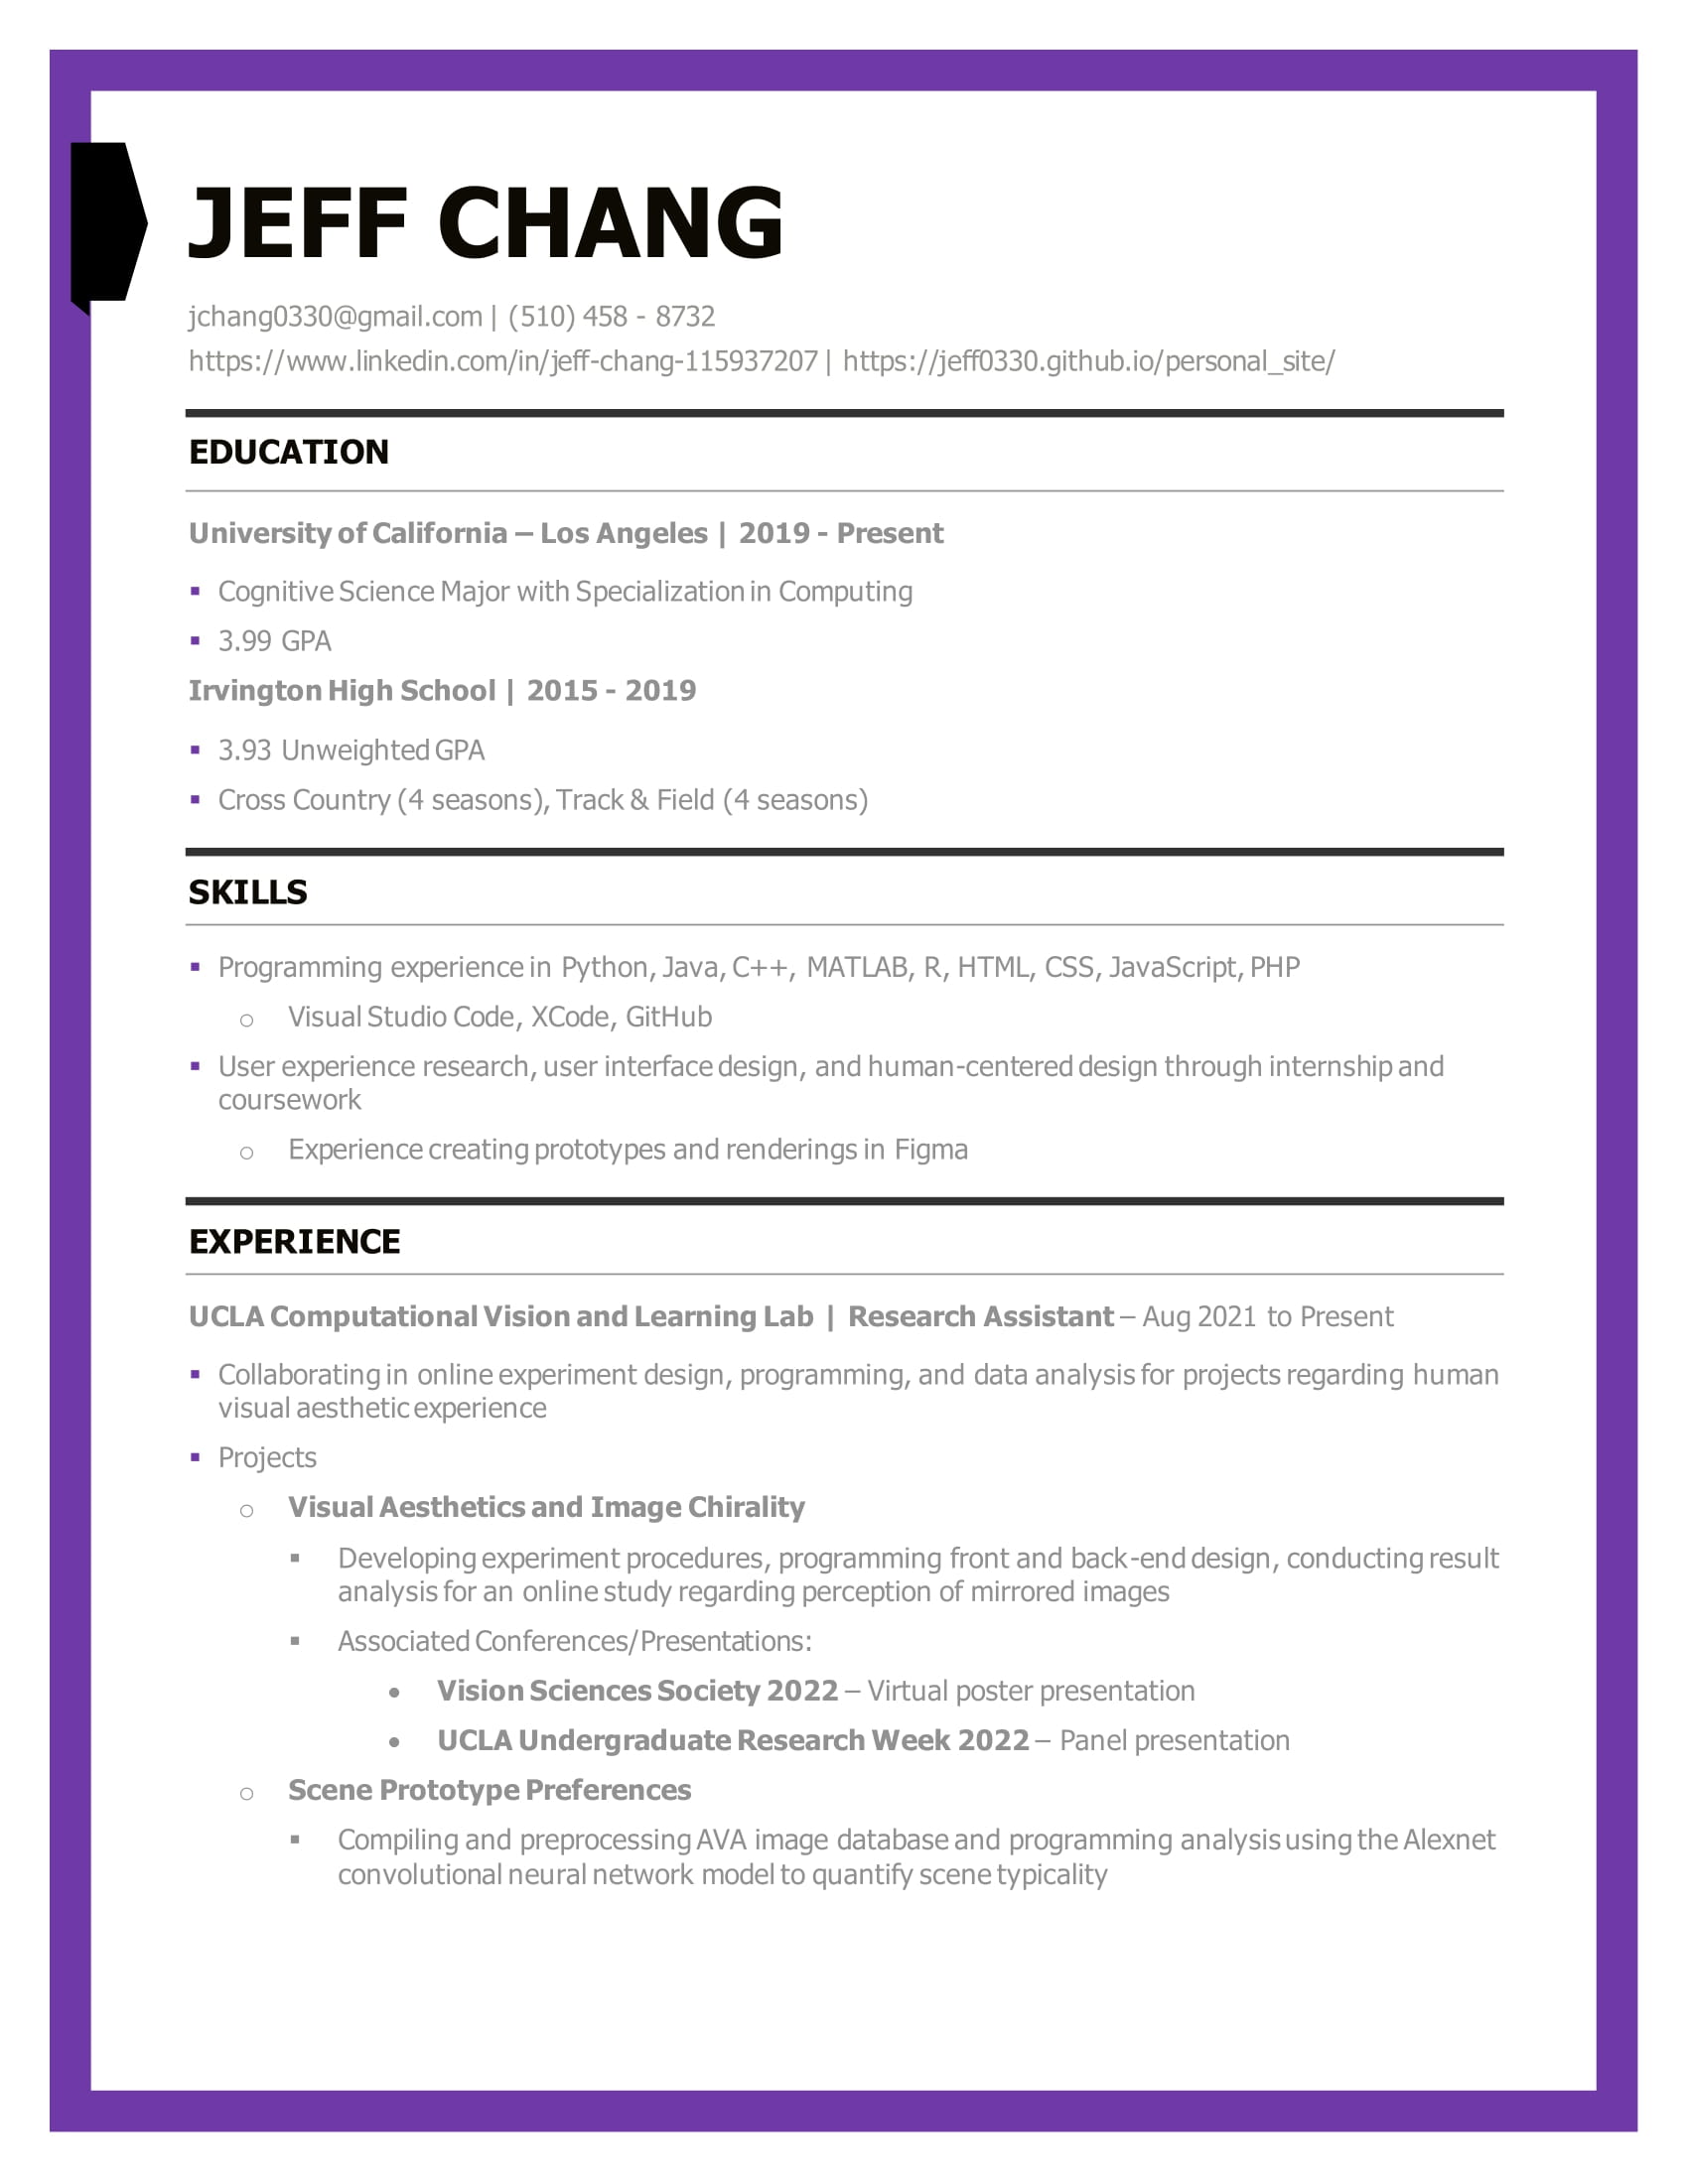 JEFF CHANG
jchang0330@gmail.com | (510) 458 - 8732
https://www.linkedin.com/in/jeff-chang-115937207 | https://jeff0330.github.io/personal_site/
EDUCATION
University of California – Los Angeles | 2019 - Present
▪ Cognitive Science Major with Specialization in Computing
▪ 3.99 GPA
Irvington High School | 2015 - 2019
▪ 3.93 Unweighted GPA
▪ Cross Country (4 seasons), Track & Field (4 seasons)
SKILLS
▪ Programming experience in Python, Java, C++, MATLAB, R, HTML, CSS, JavaScript, PHP
o Visual Studio Code, XCode, GitHub
▪ User experience research, user interface design, and human-centered design through internship and
coursework
o Experience creating prototypes and renderings in Figma
EXPERIENCE
UCLA Computational Vision and Learning Lab | Research Assistant – Aug 2021 to Present
▪ Collaborating in online experiment design, programming, and data analysis for projects regarding human
visual aesthetic experience
▪ Projects
o Visual Aesthetics and Image Chirality
▪ Developing experiment procedures, programming front and back-end design, conducting result
analysis for an online study regarding perception of mirrored images
▪ Associated Conferences/Presentations:
• Vision Sciences Society 2022 – Virtual poster presentation
• UCLA Undergraduate Research Week 2022 – Panel presentation
o Scene Prototype Preferences
▪ Compiling and preprocessing AVA image database and programming analysis using the Alexnet
convolutional neural network model to quantify scene typicality